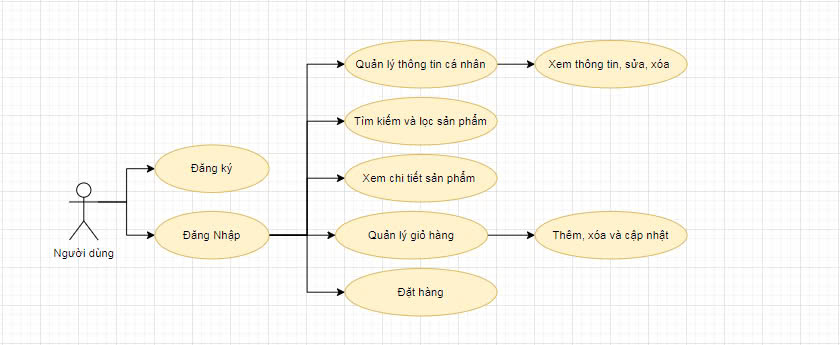 Quản lý thông tin cá nhân
Xem thông tin, sửa, xóa
Tìm kiếm và lọc sản phẩm
Đăng ký
Xem chi tiết sản phẩm
Đăng Nhập
Quản lý giỏ hàng
Thêm, xóa và cập nhật
Người dùng
Đặt hàng